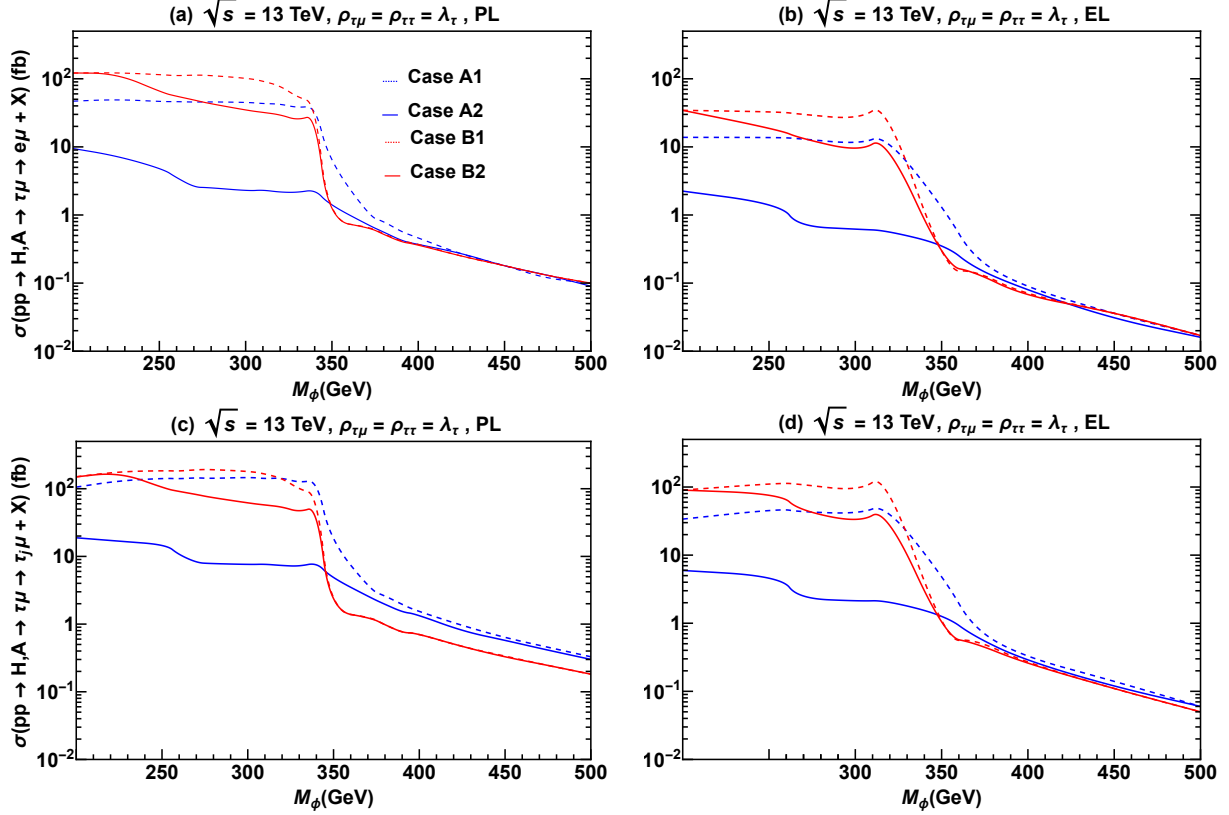 (a) √s = 13 TeV, ρτμ = ρττ = λτ , PL
(b) √s = 13 TeV, ρτμ = ρττ = λτ , EL
σ(pp → H,A → τμ → eμ + X) (fb)
10²
10
1
10⁻¹
10⁻²
Case A1
Case A2
Case B1
Case B2
250 300 350 400 450 500
Mϕ(GeV)
10²
10
1
10⁻¹
10⁻²
250 300 350 400 450 500
Mϕ(GeV)
(c) √s = 13 TeV, ρτμ = ρττ = λτ , PL
(d) √s = 13 TeV, ρτμ = ρττ = λτ , EL
σ(pp → H,A → τμ → τjμ + X) (fb)
10²
10
1
10⁻¹
10⁻²
250 300 350 400 450 500
Mϕ(GeV)
10²
10
1
10⁻¹
10⁻²
300 350 400 450 500
Mϕ(GeV)